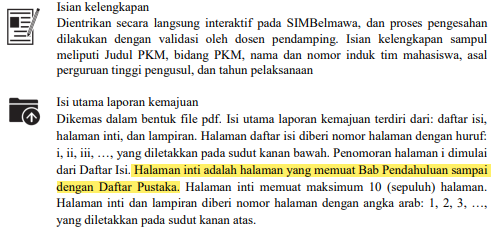 Isian kelengkapan
Dientrikan secara langsung interaktif pada SIMBelmawa, dan proses pengesahan
dilakukan dengan validasi oleh dosen pendamping. Isian kelengkapan sampul
meliputi Judul PKM, bidang PKM, nama dan nomor induk tim mahasiswa, asal
perguruan tinggi pengusul, dan tahun pelaksanaan
Isi utama laporan kemajuan
Dikemas dalam bentuk file pdf. Isi utama laporan kemajuan terdiri dari: daftar isi,
halaman inti, dan lampiran. Halaman daftar isi diberi nomor halaman dengan huruf:
i, ii, iii, …, yang diletakkan pada sudut kanan bawah. Penomoran halaman i dimulai
dari Daftar Isi. Halaman inti adalah halaman yang memuat Bab Pendahuluan sampai
dengan Daftar Pustaka. Halaman inti memuat maksimum 10 (sepuluh) halaman.
Halaman inti dan lampiran diberi nomor halaman dengan angka arab: 1, 2, 3, …,
yang diletakkan pada sudut kanan atas.